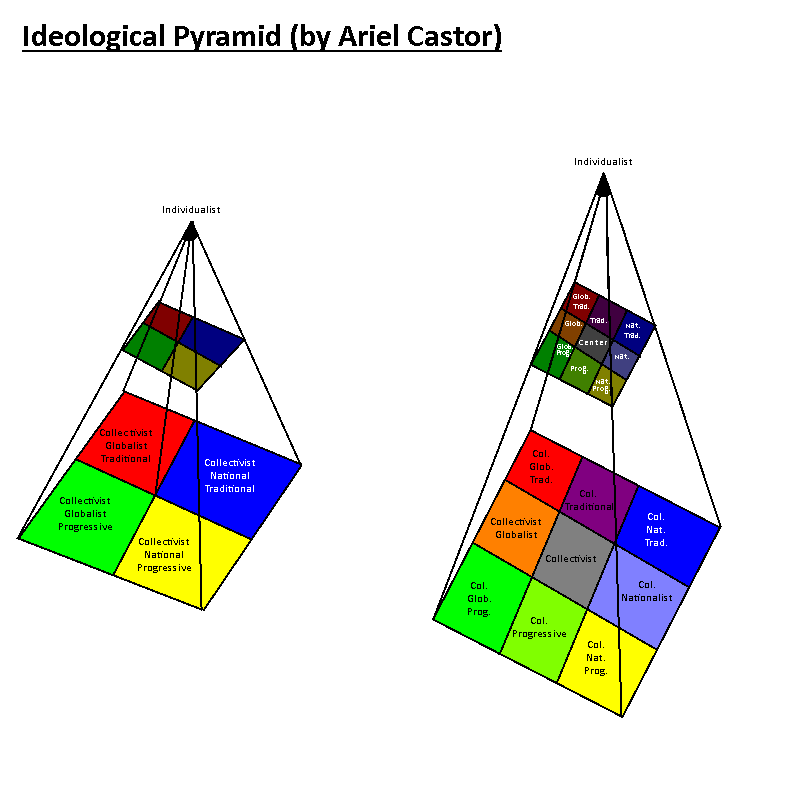 Ideological Pyramid (by Ariel Castor)
Individualist
Collectivist
Globalist
Traditional
Collectivist
National
Traditional
Collectivist
Globalist
Progressive
Collectivist
National
Progressive
Individualist
Glob.
Trad.
Trad.
Nat.
Trad.
Glob.
Center
Nat.
Glob.
Prog.
Prog.
Nat.
Prog.
Col.
Glob.
Trad.
Col.
Traditional
Col.
Nat.
Trad.
Collectivist
Globalist
Collectivist
Col.
Nationalist
Col.
Glob.
Prog.
Col.
Progressive
Col.
Nat.
Prog.